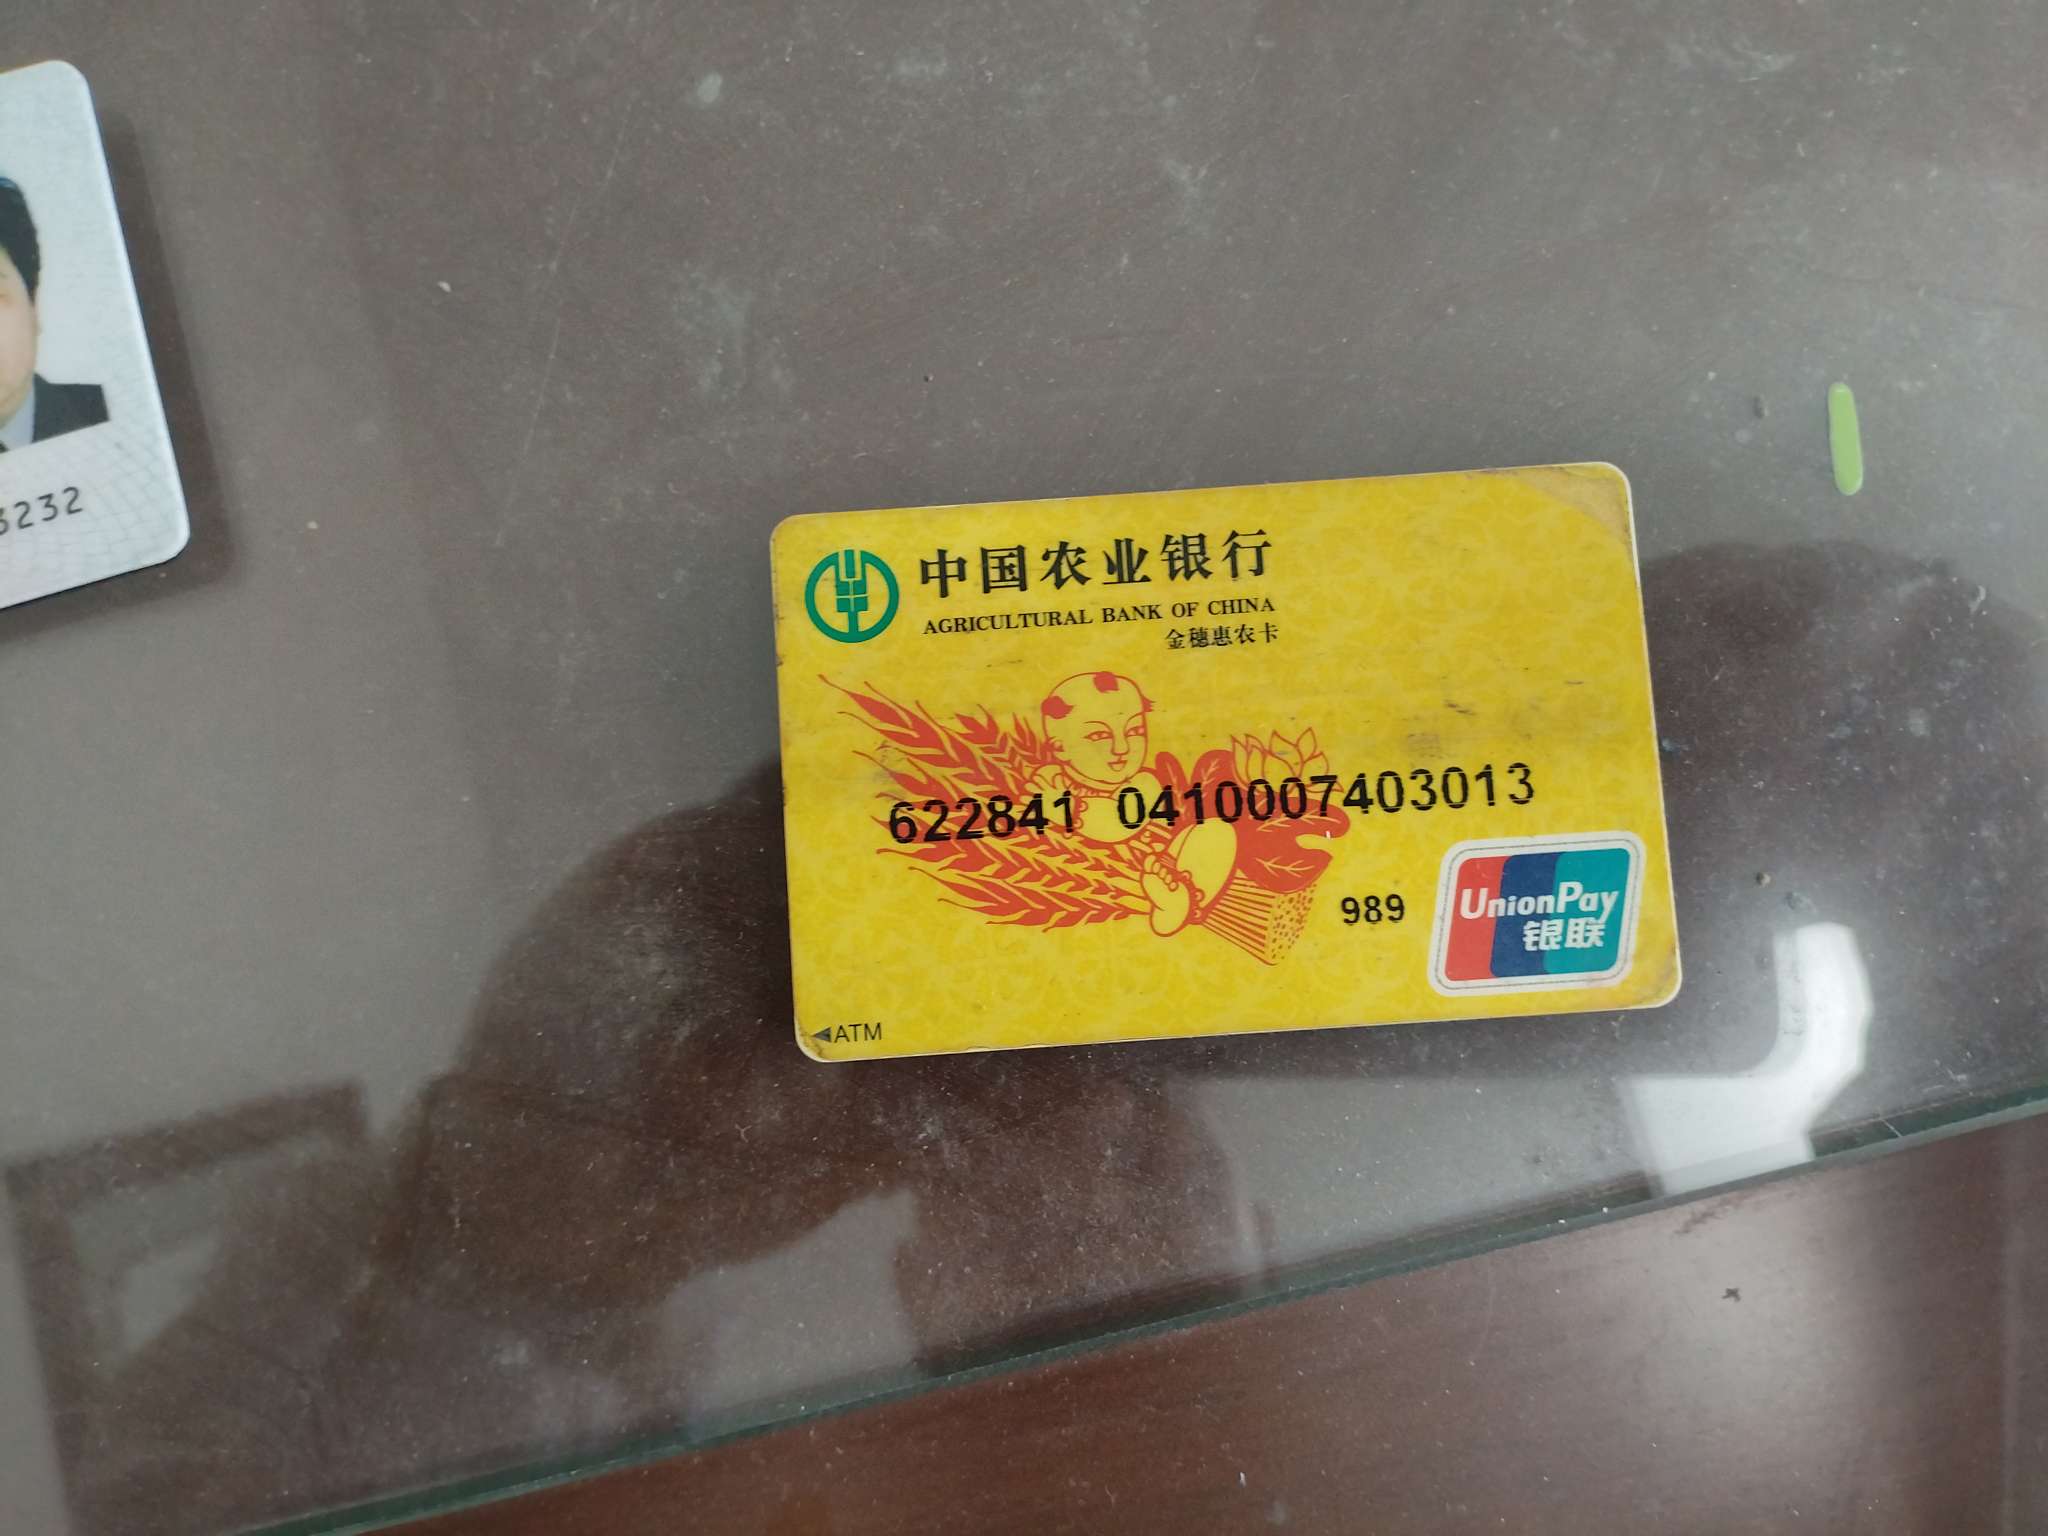 3232
中国农业银行
AGRICULTURAL BANK OF CHINA
金穗惠农卡
622841 0410007403013
989
UnionPay
银联
ATM